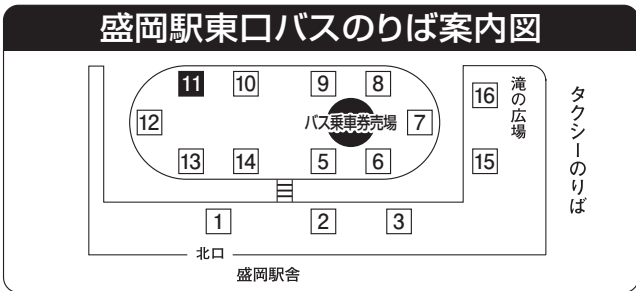 盛岡駅東口バスのりば案内図
11 10 9 8
16 滝の広場
タクシーのりば
12 バス乗車券売場 7
13 14 5 6 15
1 2 3
北口
盛岡駅舎